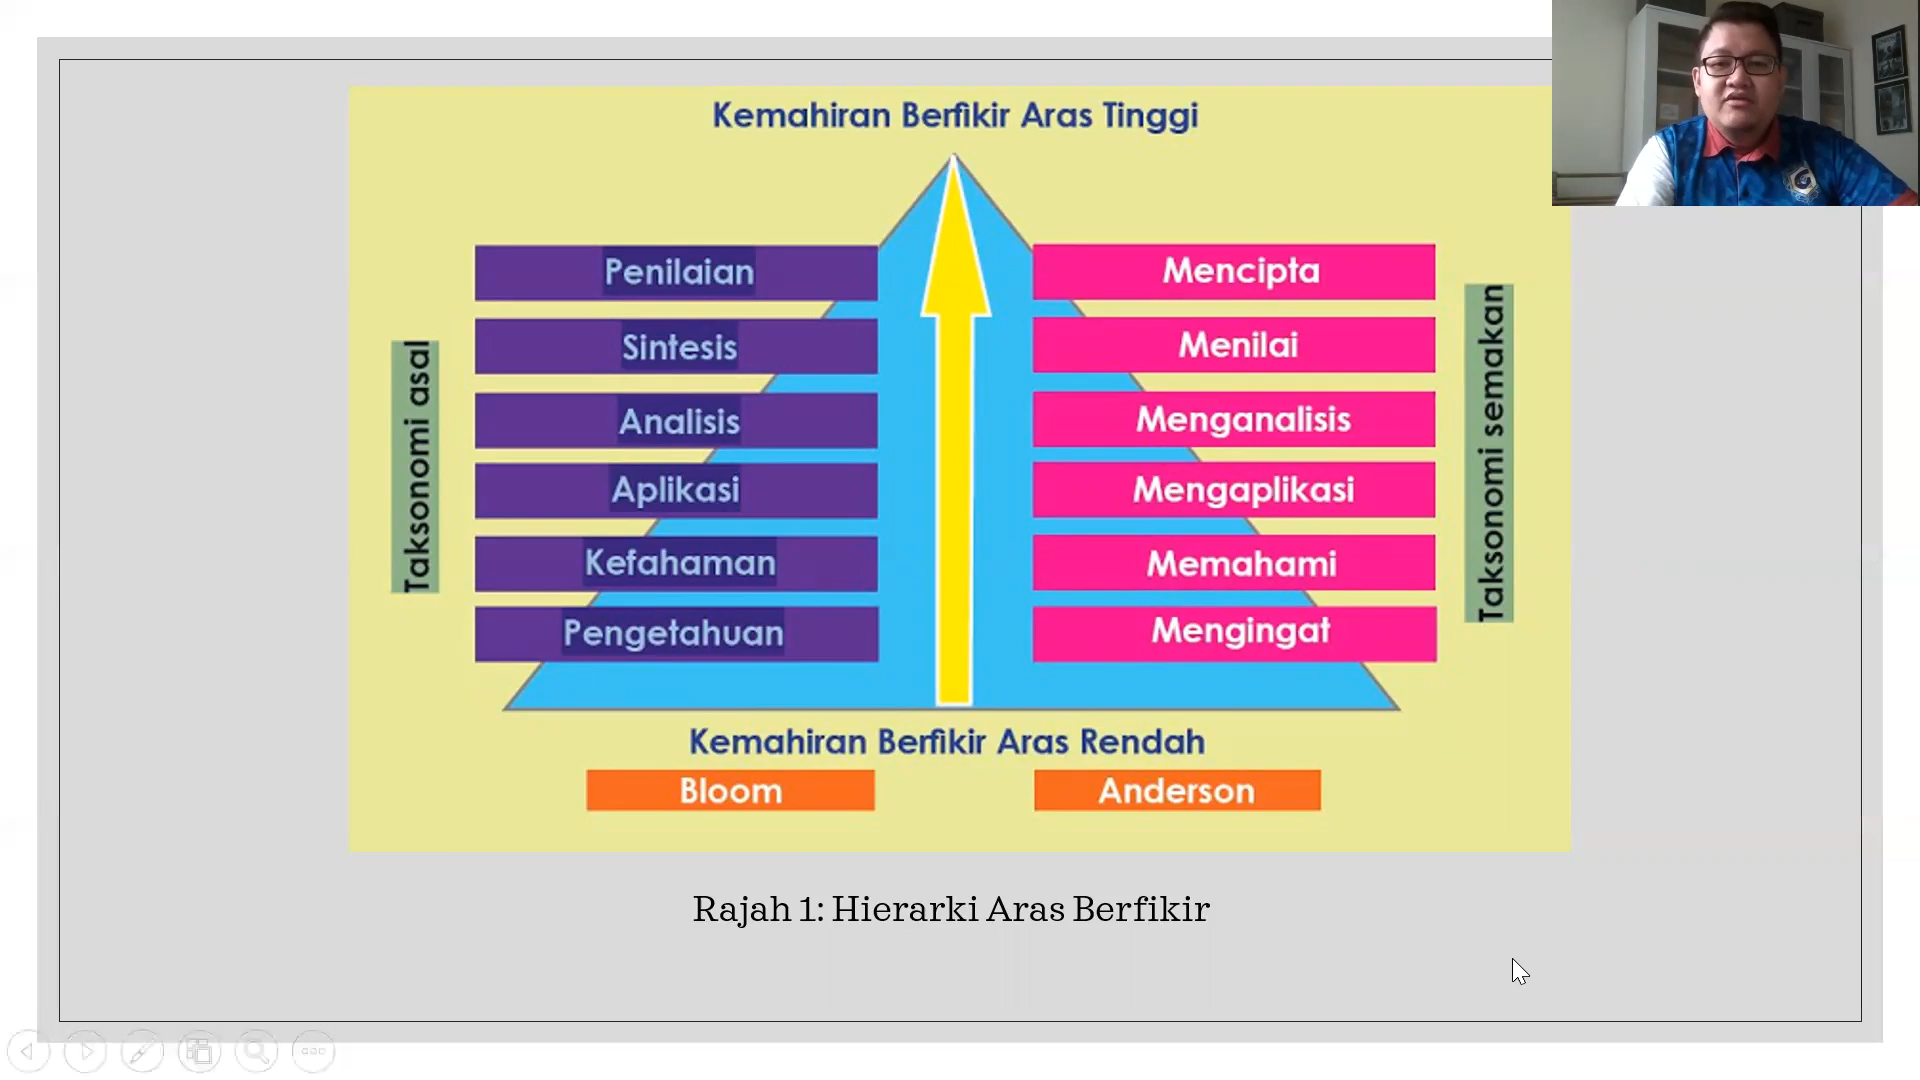 Kemahiran Berfikir Aras Tinggi
Taksonomi asal
Penilaian
Sintesis
Analisis
Aplikasi
Kefahaman
Pengetahuan
Mencipta
Menilai
Menganalisis
Mengaplikasi
Memahami
Mengingat
Taksonomi semakan
Kemahiran Berfikir Aras Rendah
Bloom
Anderson
Rajah 1: Hierarki Aras Berfikir